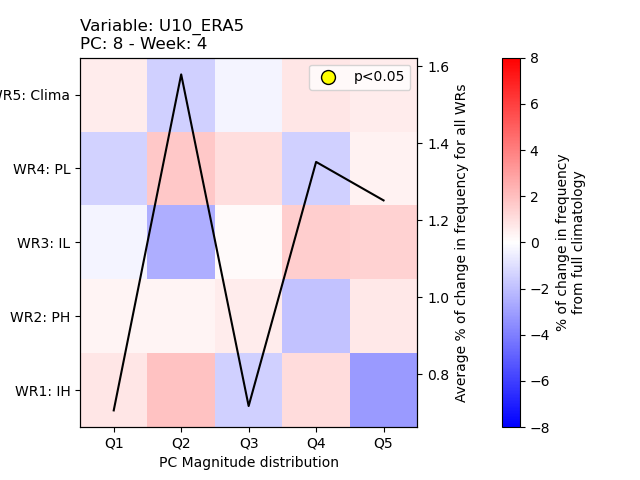 Variable: U10_ERA5
PC: 8 - Week: 4
p<0.05
WR5: Clima
WR4: PL
WR3: IL
WR2: PH
WR1: IH
Q1 Q2 Q3 Q4 Q5
PC Magnitude distribution
1.6
1.4
1.2
1.0
0.8
Average % of change in frequency for all WRs
8
6
4
2
0
−2
−4
−6
−8
% of change in frequency
from full climatology